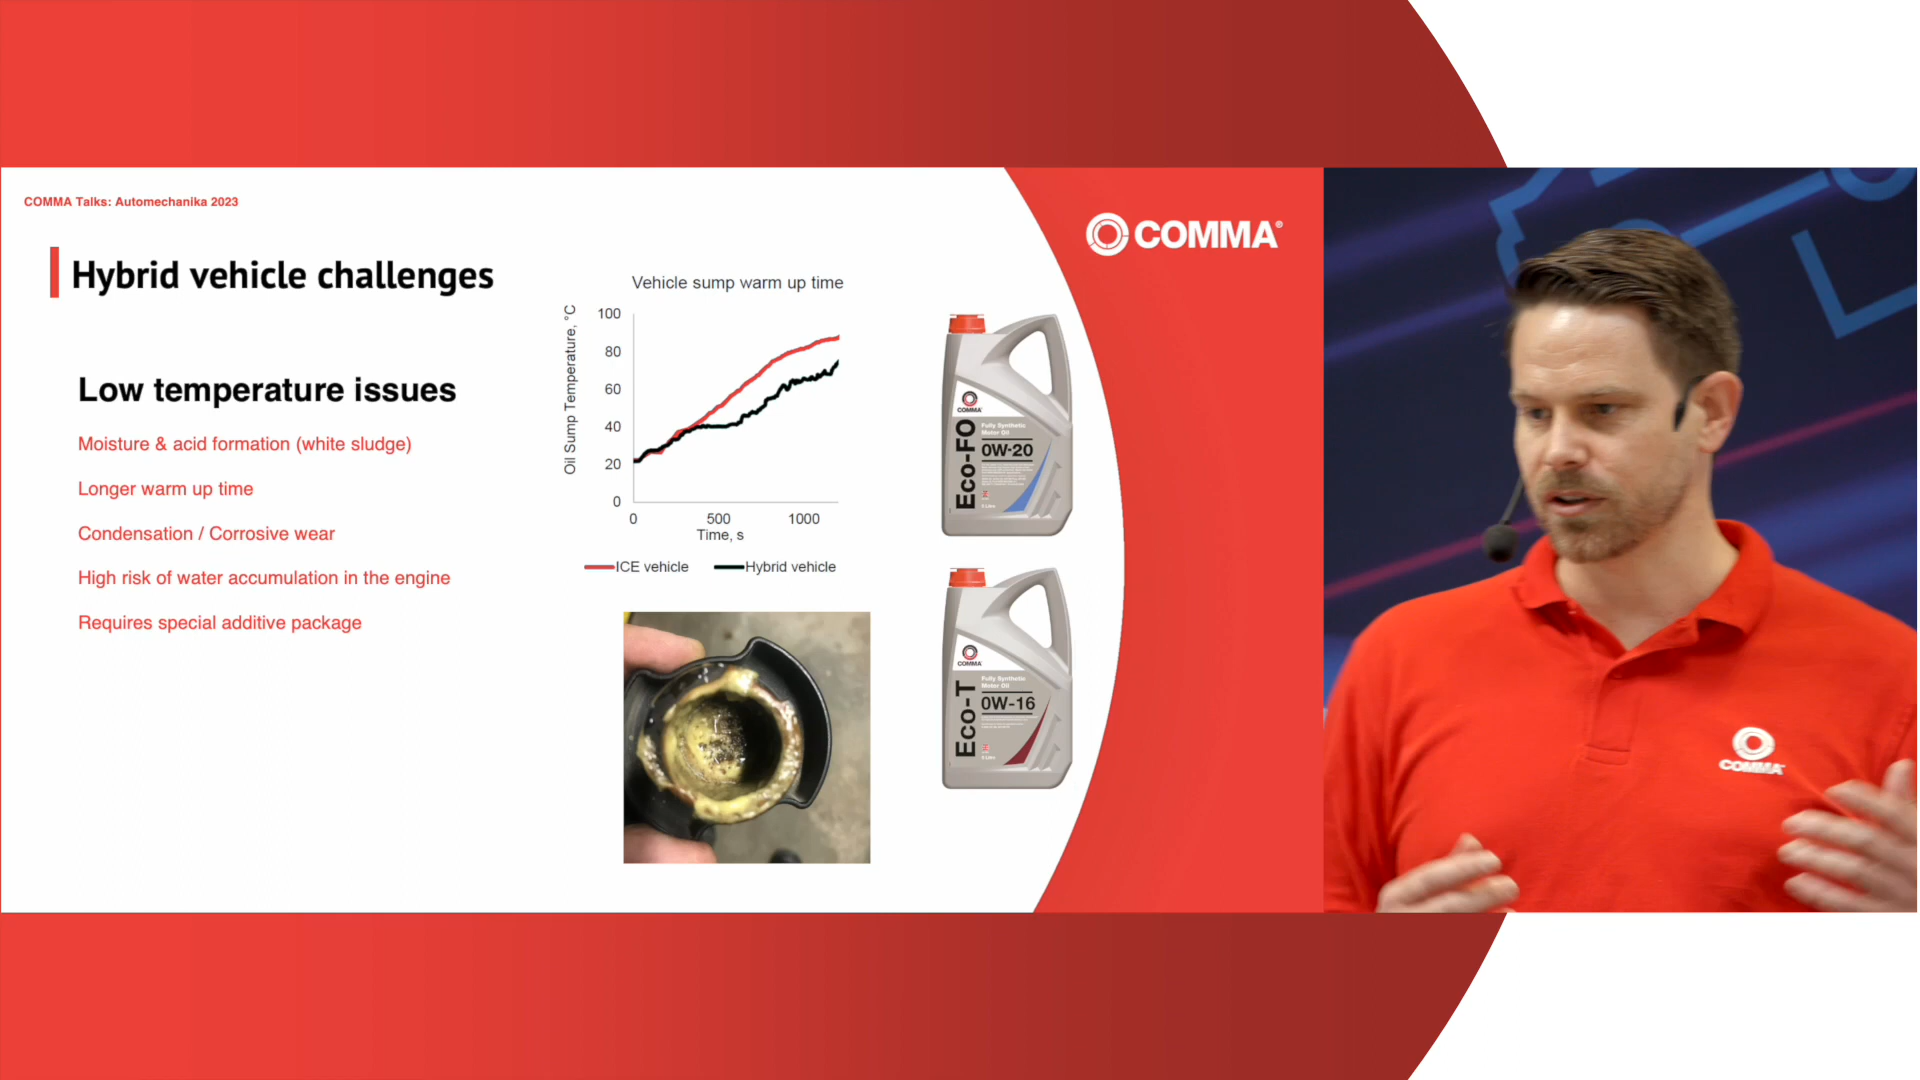 COMMA Talks: Automechanika 2023
COMMA®
Hybrid vehicle challenges
Low temperature issues
Moisture & acid formation (white sludge)
Longer warm up time
Condensation / Corrosive wear
High risk of water accumulation in the engine
Requires special additive package
Vehicle sump warm up time
Oil Sump Temperature, °C
100
80
60
40
20
0
0 500 1000
Time, s
ICE vehicle Hybrid vehicle
COMMA
Eco-FO
Fully Synthetic
Motor Oil
0W-20
COMMA
Eco-T
Fully Synthetic
Motor Oil
0W-16
COMMA